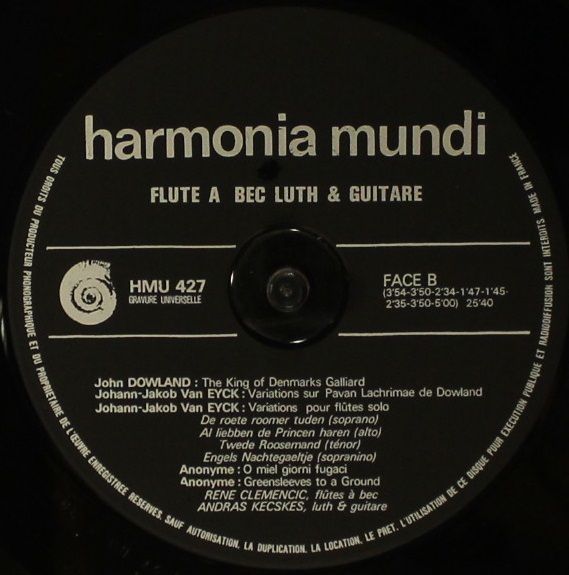 harmonia mundi
FLUTE A BEC LUTH & GUITARE
HMU 427
GRAVURE UNIVERSELLE
FACE B
(3'54-3'50-2'34-1'47-1'45-
2'35-3'50-5'00) 25'40
John DOWLAND : The King of Denmarks Galliard
Johann-Jakob Van EYCK : Variations sur Pavan Lachrimae de Dowland
Johann-Jakob Van EYCK : Variations pour flûtes solo
De roete roomer tuden (soprano)
Al liebben de Princen haren (alto)
Twede Roosemand (ténor)
Engels Nachtegaeltje (sopranino)
Anonyme : O miel giorni fugaci
Anonyme : Greensleeves to a Ground
RENE CLEMENCIC, flûtes à bec
ANDRAS KECSKES, luth & guitare
TOUS DROITS DU PRODUCTEUR PHONOGRAPHIQUE ET DU PROPRIETAIRE DE L'ŒUVRE ENREGISTREE RESERVES. SAUF AUTORISATION, LA DUPLICATION, LA LOCATION, LE PRET, L'UTILISATION DE CE DISQUE POUR EXECUTION PUBLIQUE ET RADIODIFFUSION SONT INTERDITS MADE IN FRANCE